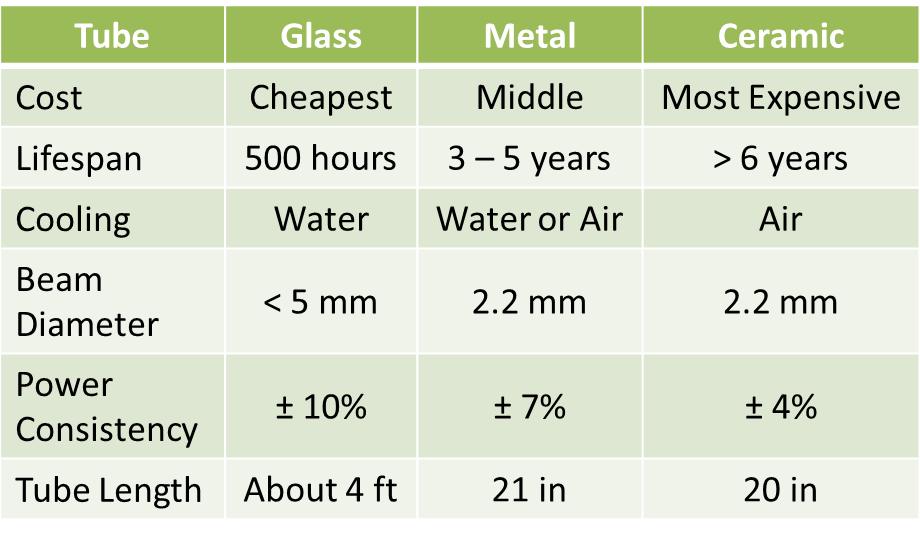 Tube Glass Metal Ceramic
Cost Cheapest Middle Most Expensive
Lifespan 500 hours 3 – 5 years > 6 years
Cooling Water Water or Air Air
Beam
Diameter < 5 mm 2.2 mm 2.2 mm
Power
Consistency ± 10% ± 7% ± 4%
Tube Length About 4 ft 21 in 20 in